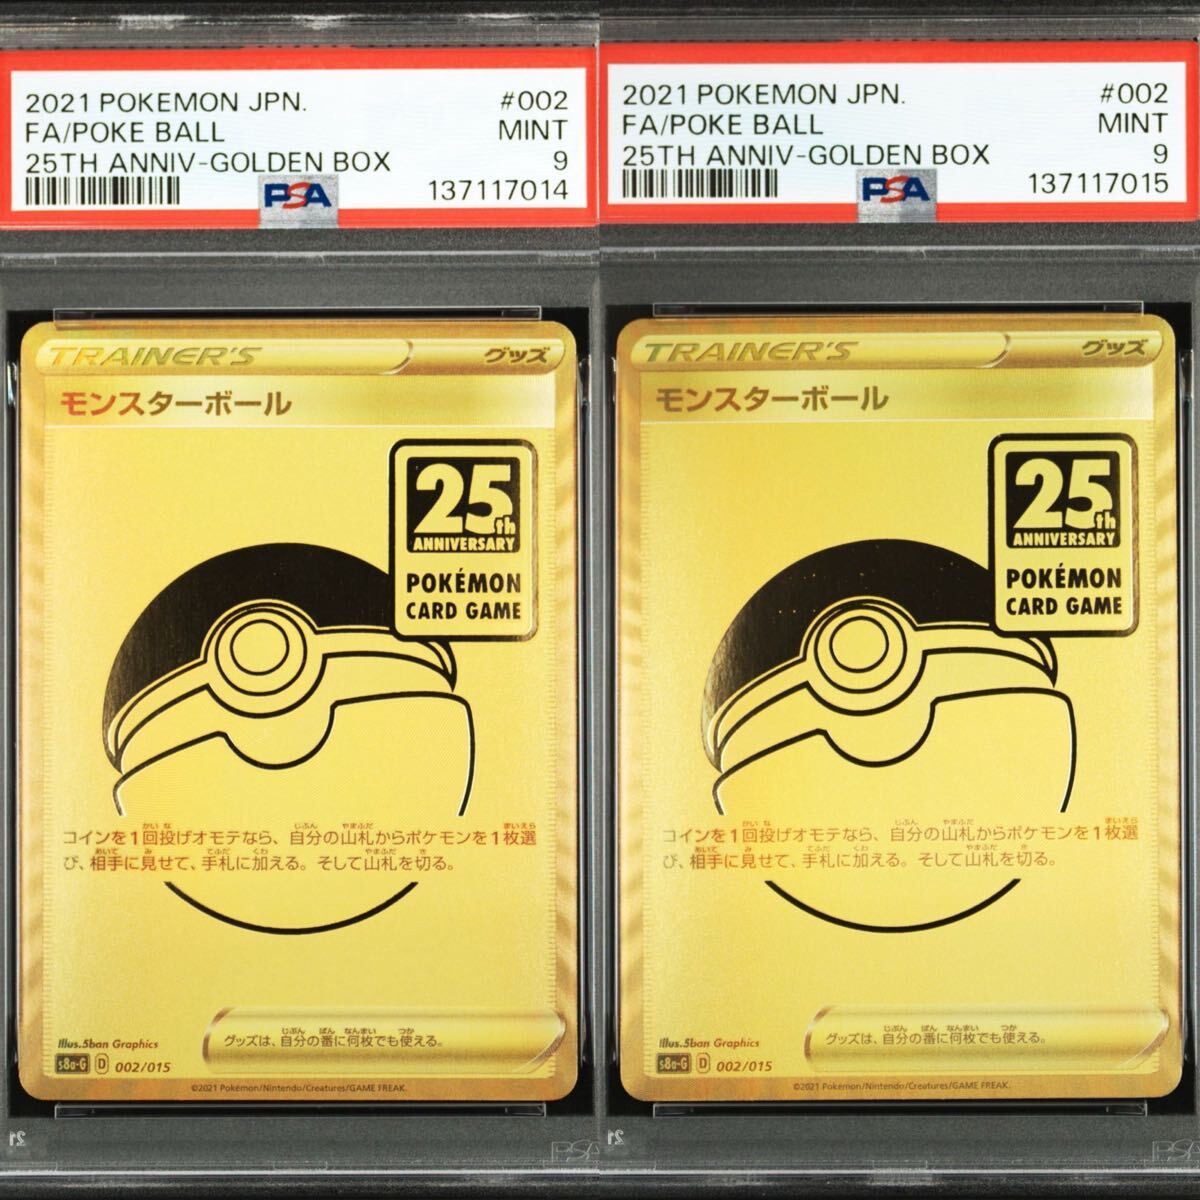 2021 POKEMON JPN. #002
FA/POKE BALL MINT
25TH ANNIV-GOLDEN BOX 9
PSA 137117014
TRAINER'S グッズ
モンスターボール
25th
ANNIVERSARY
POKÉMON
CARD GAME
コインを1回投げオモテなら、自分の山札からポケモンを1枚選
び、相手に見せて、手札に加える。そして山札を切る。
グッズは、自分の番に何枚でも使える。
Illus.5ban Graphics
s8a-G D 002/015
©2021 Pokémon/Nintendo/Creatures/GAME FREAK.
PSA
2021 POKEMON JPN. #002
FA/POKE BALL MINT
25TH ANNIV-GOLDEN BOX 9
PSA 137117015
TRAINER'S グッズ
モンスターボール
25th
ANNIVERSARY
POKÉMON
CARD GAME
コインを1回投げオモテなら、自分の山札からポケモンを1枚選
び、相手に見せて、手札に加える。そして山札を切る。
グッズは、自分の番に何枚でも使える。
Illus.5ban Graphics
s8a-G D 002/015
©2021 Pokémon/Nintendo/Creatures/GAME FREAK.
PSA